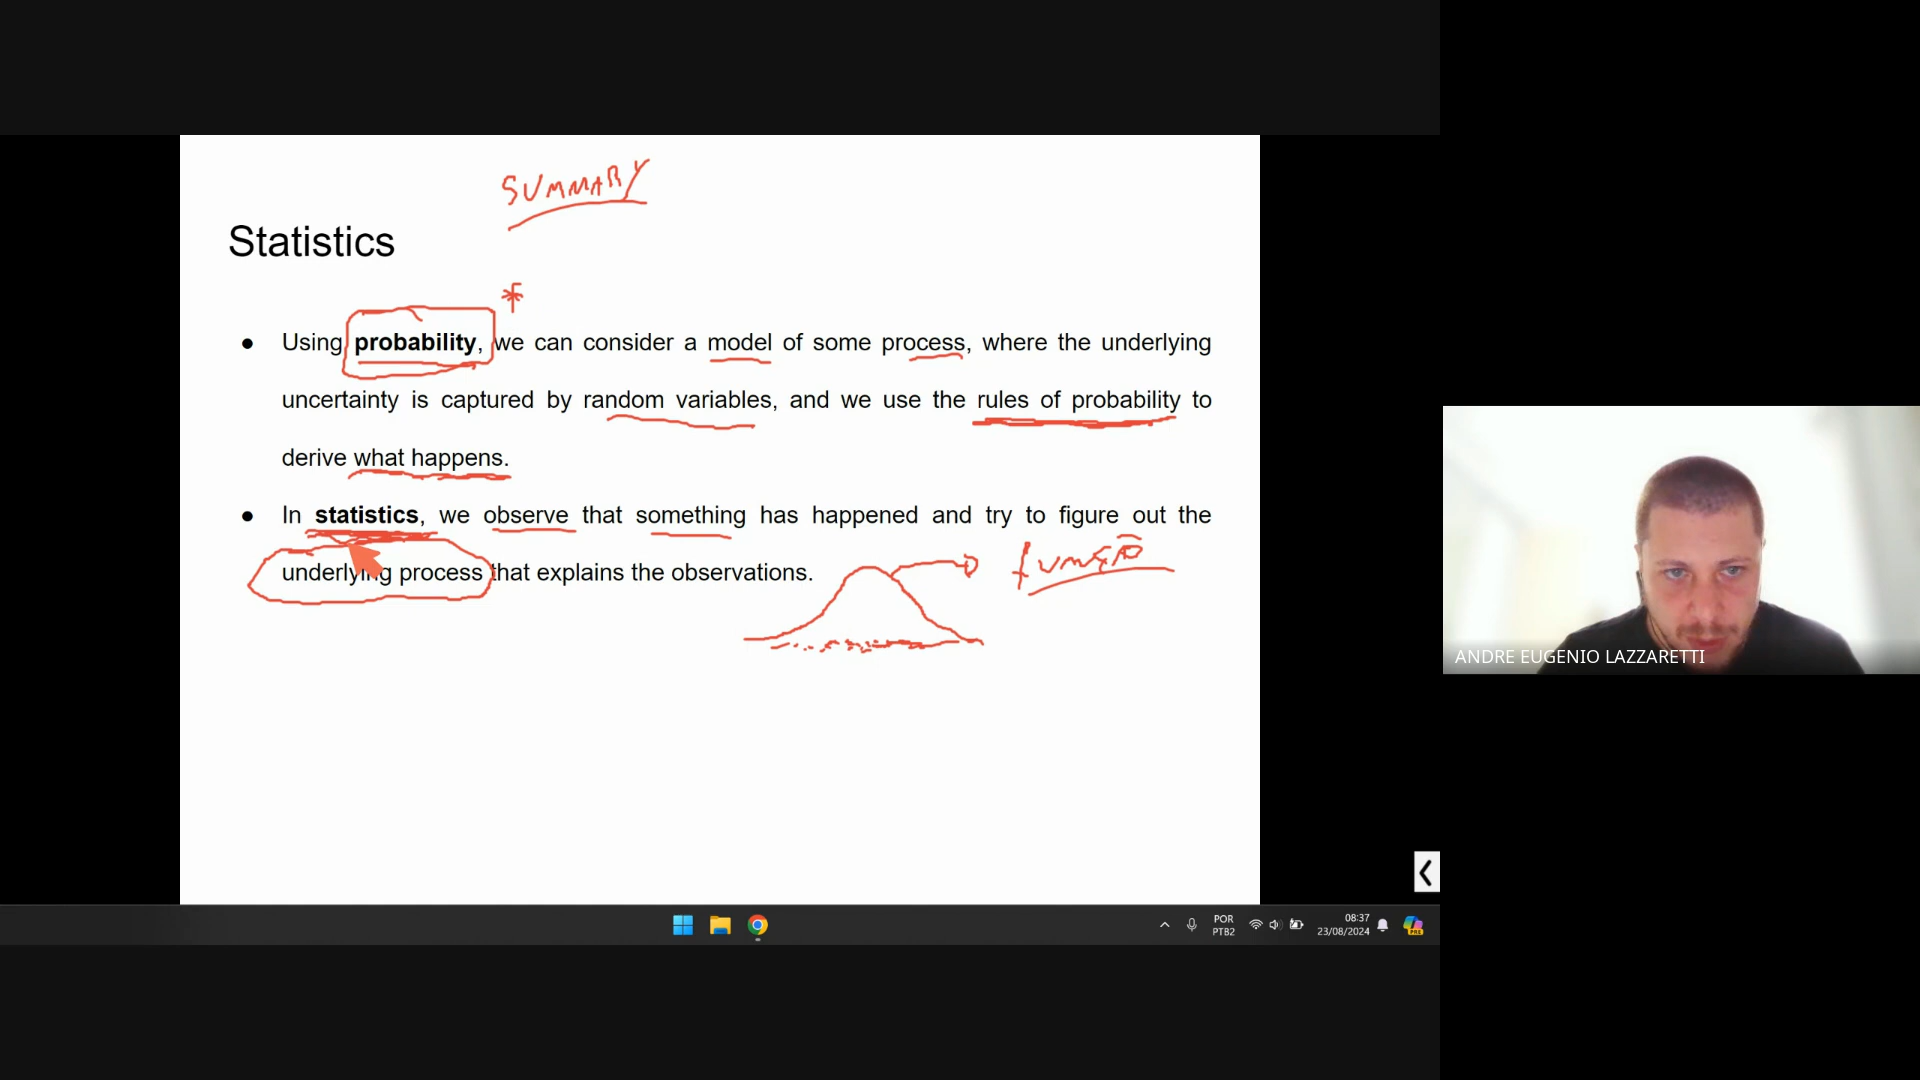 SUMMARY
Statistics
*
● Using probability, we can consider a model of some process, where the underlying
uncertainty is captured by random variables, and we use the rules of probability to
derive what happens.
● In statistics, we observe that something has happened and try to figure out the
underlying process that explains the observations.
função
ANDRE EUGENIO LAZZARETTI
POR
PTB2
08:37
23/08/2024
PRE